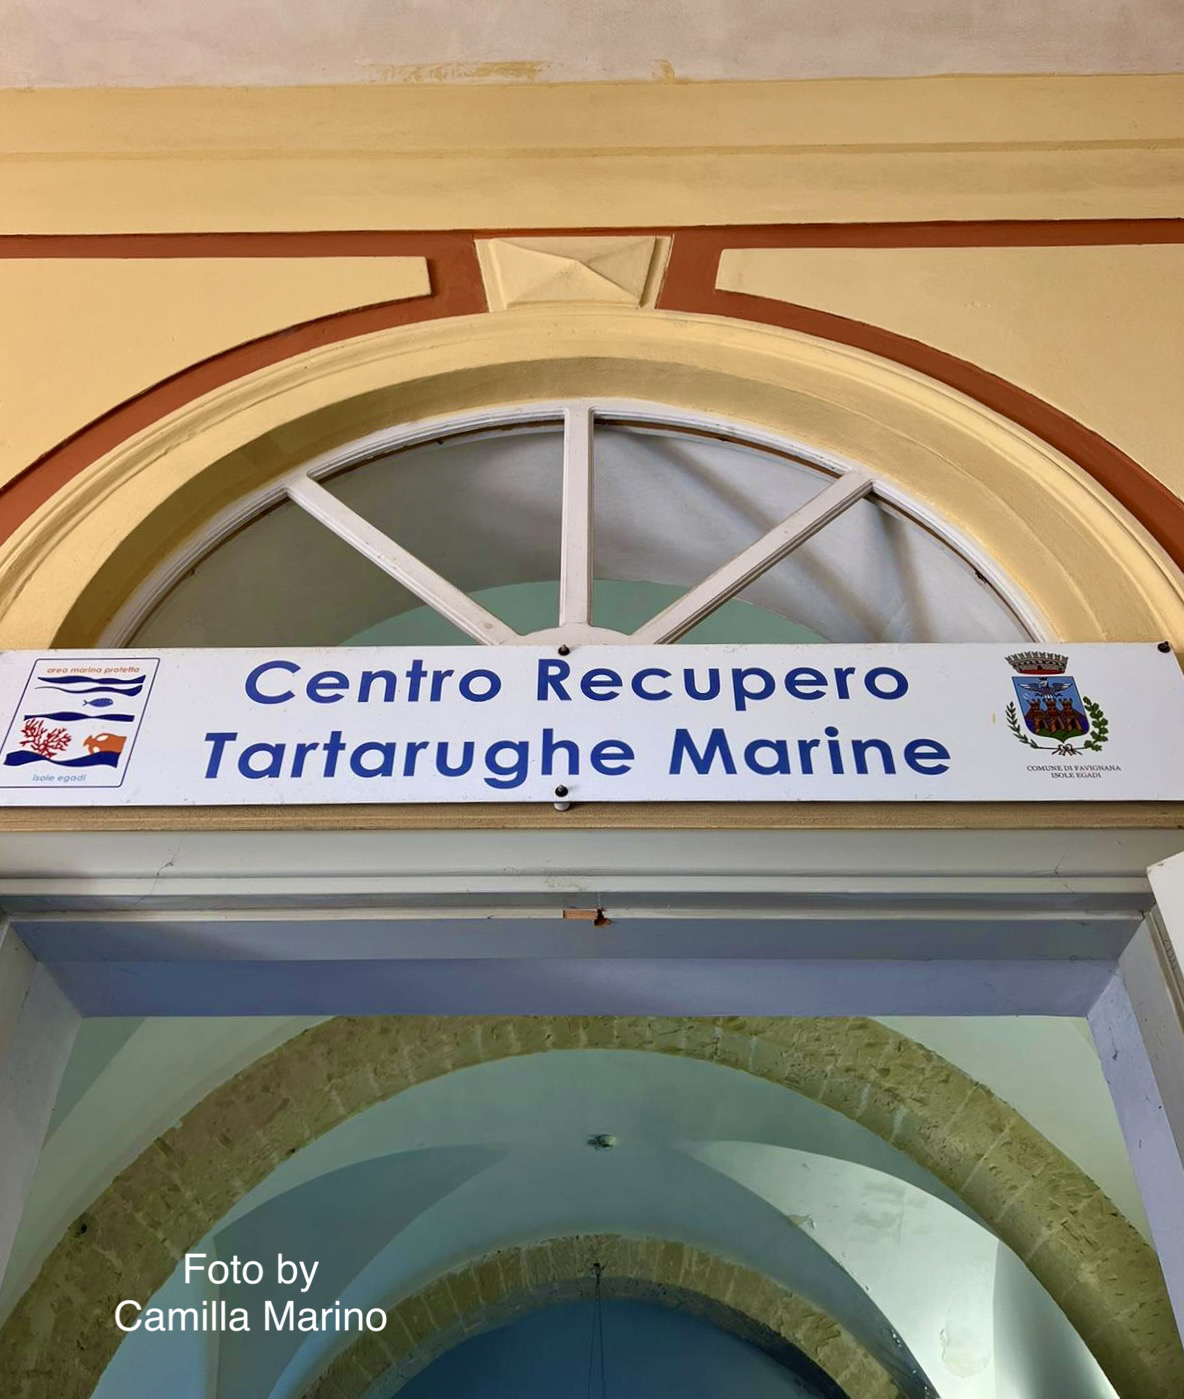 area marina protetta
Centro Recupero
Tartarughe Marine
isole egadi
COMUNE DI FAVIGNANA
ISOLE EGADI
Foto by
Camilla Marino